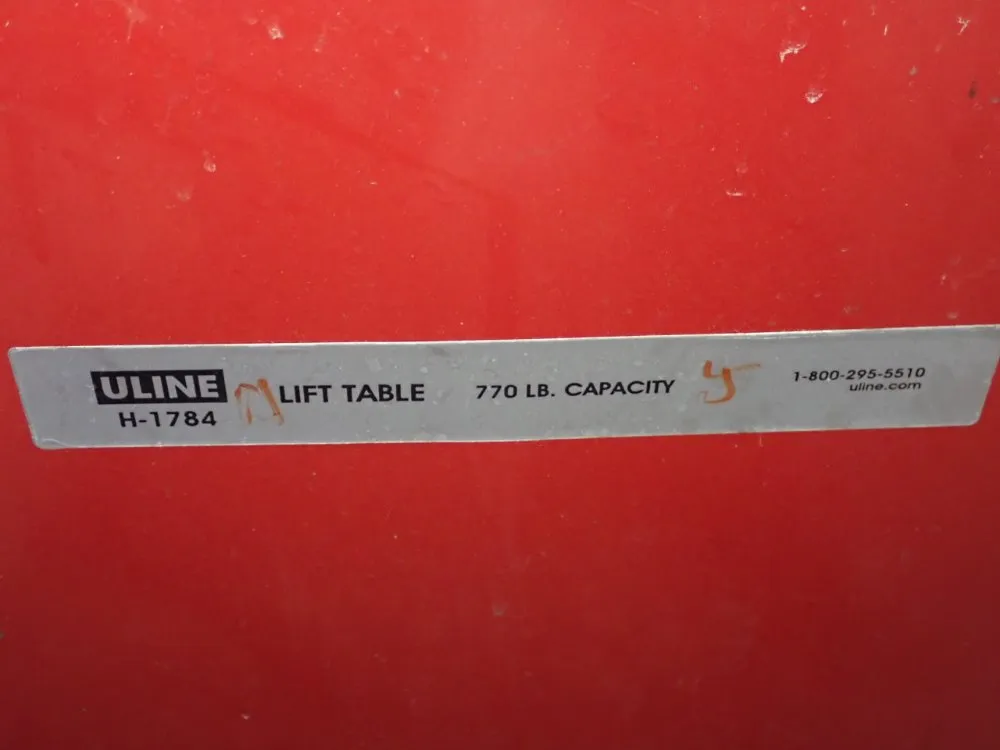 ULINE
H-1784
LIFT TABLE
770 LB. CAPACITY
1-800-295-5510
uline.com